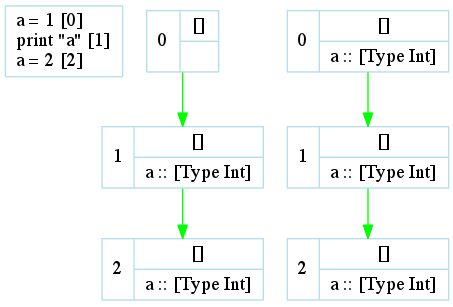 a = 1 [0]
print "a" [1]
a = 2 [2]
0
[]
1
[]
a :: [Type Int]
2
[]
a :: [Type Int]
0
[]
a :: [Type Int]
1
[]
a :: [Type Int]
2
[]
a :: [Type Int]